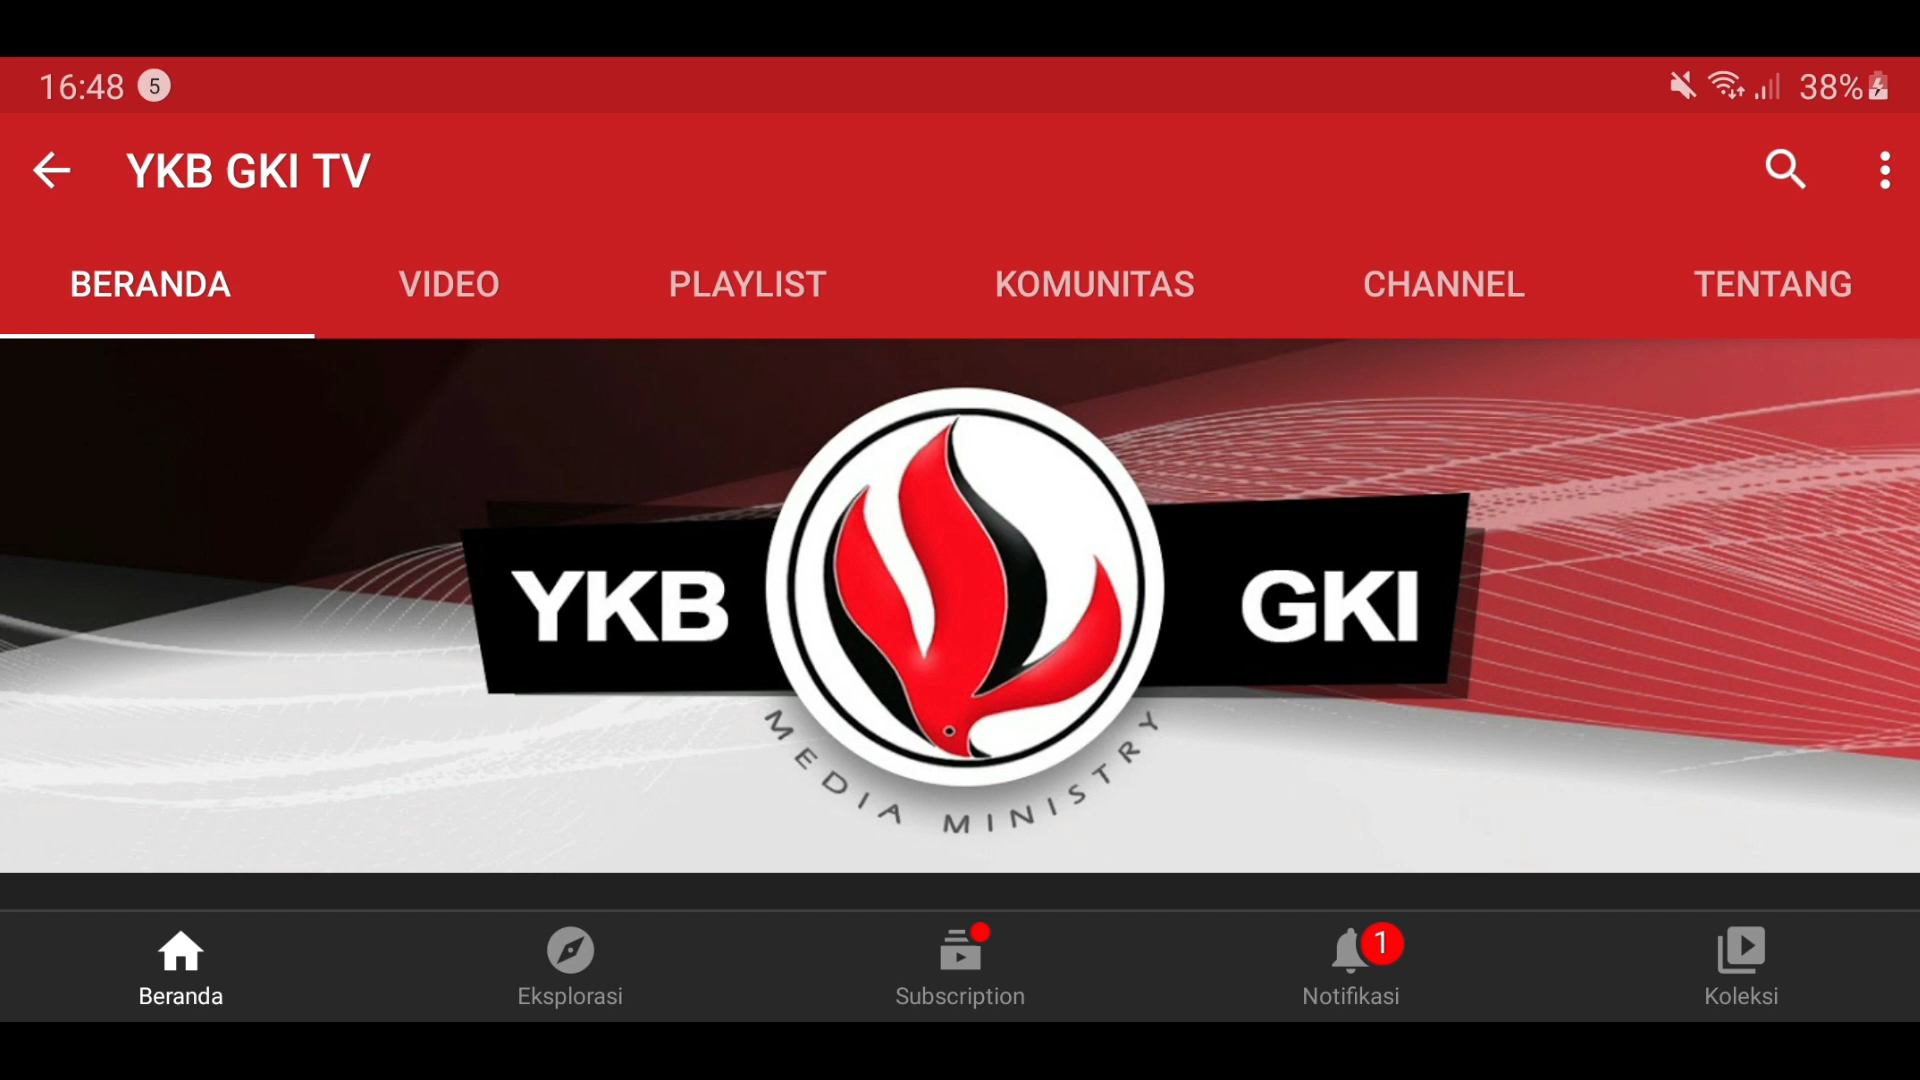 16:48 5 38%
YKB GKI TV
BERANDA VIDEO PLAYLIST KOMUNITAS CHANNEL TENTANG
YKB GKI
MEDIA MINISTRY
1
Beranda Eksplorasi Subscription Notifikasi Koleksi